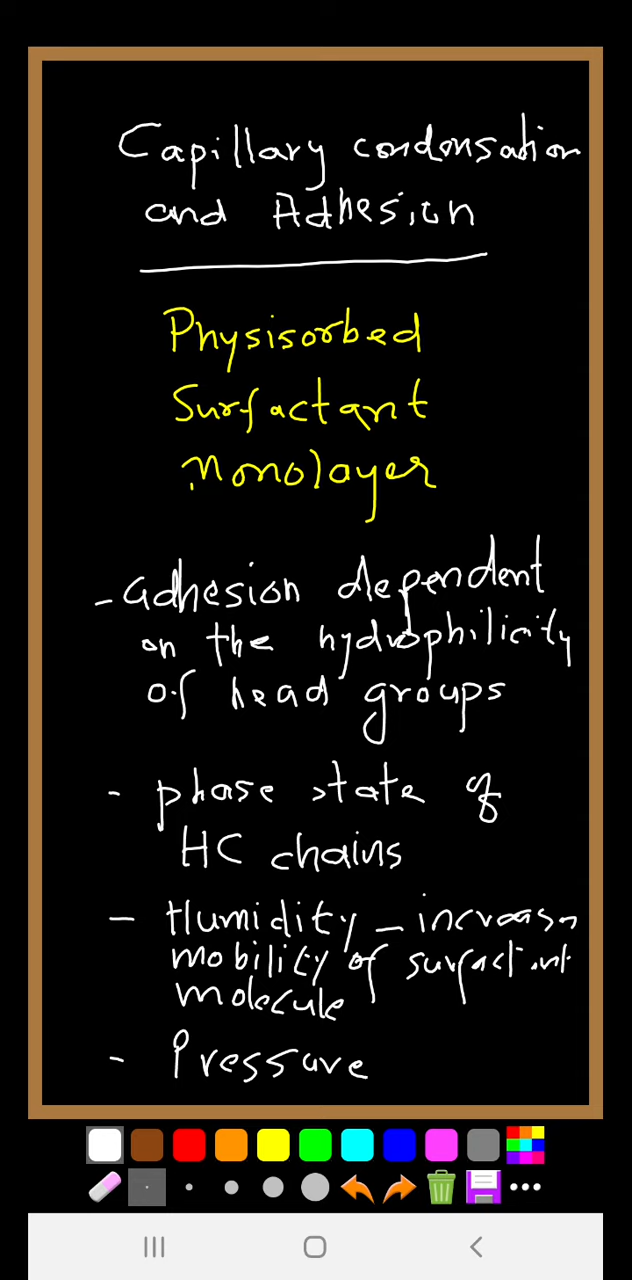 Capillary condensation
and Adhesion
Physisorbed
Surfactant
Monolayer
- adhesion dependent
on the hydrophilicity
of head groups
- phase state of
HC chains
- Humidity - increases
mobility of surfactant
molecule
- Pressure